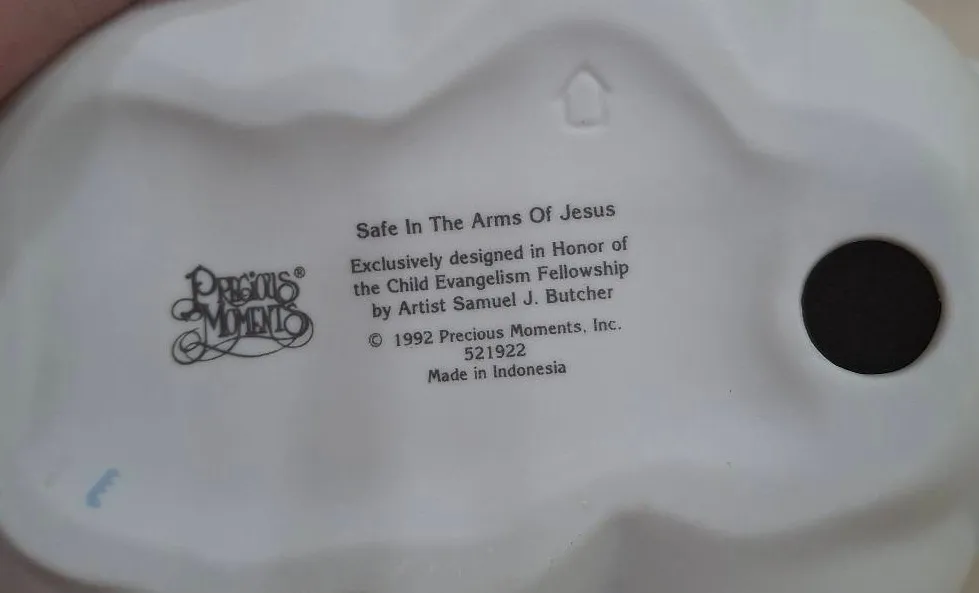 Safe In The Arms Of Jesus
Exclusively designed in Honor of
the Child Evangelism Fellowship
by Artist Samuel J. Butcher
© 1992 Precious Moments, Inc.
521922
Made in Indonesia
PRECIOUS®
MOMENTS